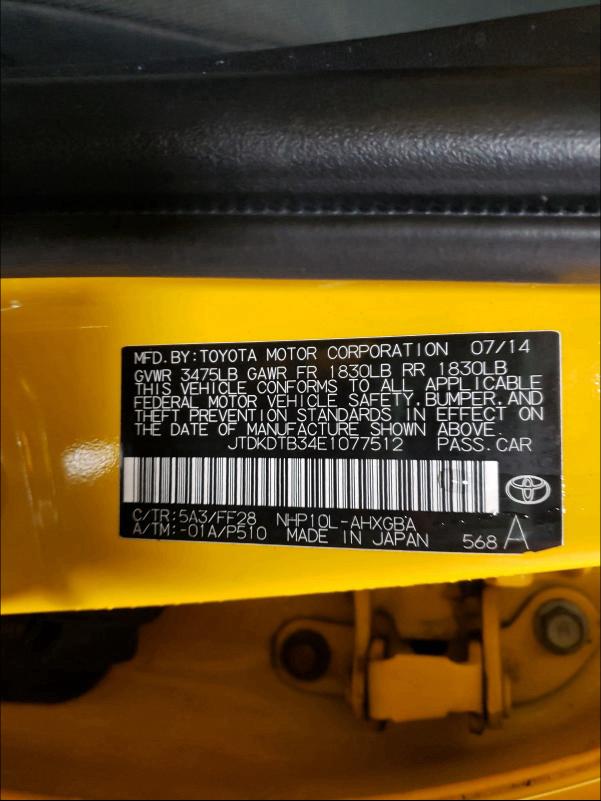 MFD. BY: TOYOTA MOTOR CORPORATION 07/14
GVWR 3475LB GAWR FR 1830LB RR 1830LB
THIS VEHICLE CONFORMS TO ALL APPLICABLE
FEDERAL MOTOR VEHICLE SAFETY, BUMPER, AND
THEFT PREVENTION STANDARDS IN EFFECT ON
THE DATE OF MANUFACTURE SHOWN ABOVE.
JTDKDTB34E1077512 PASS. CAR
C/TR: 5A3/FF28 NHP10L-AHXGBA
A/TM: -01A/P510 MADE IN JAPAN 568 A